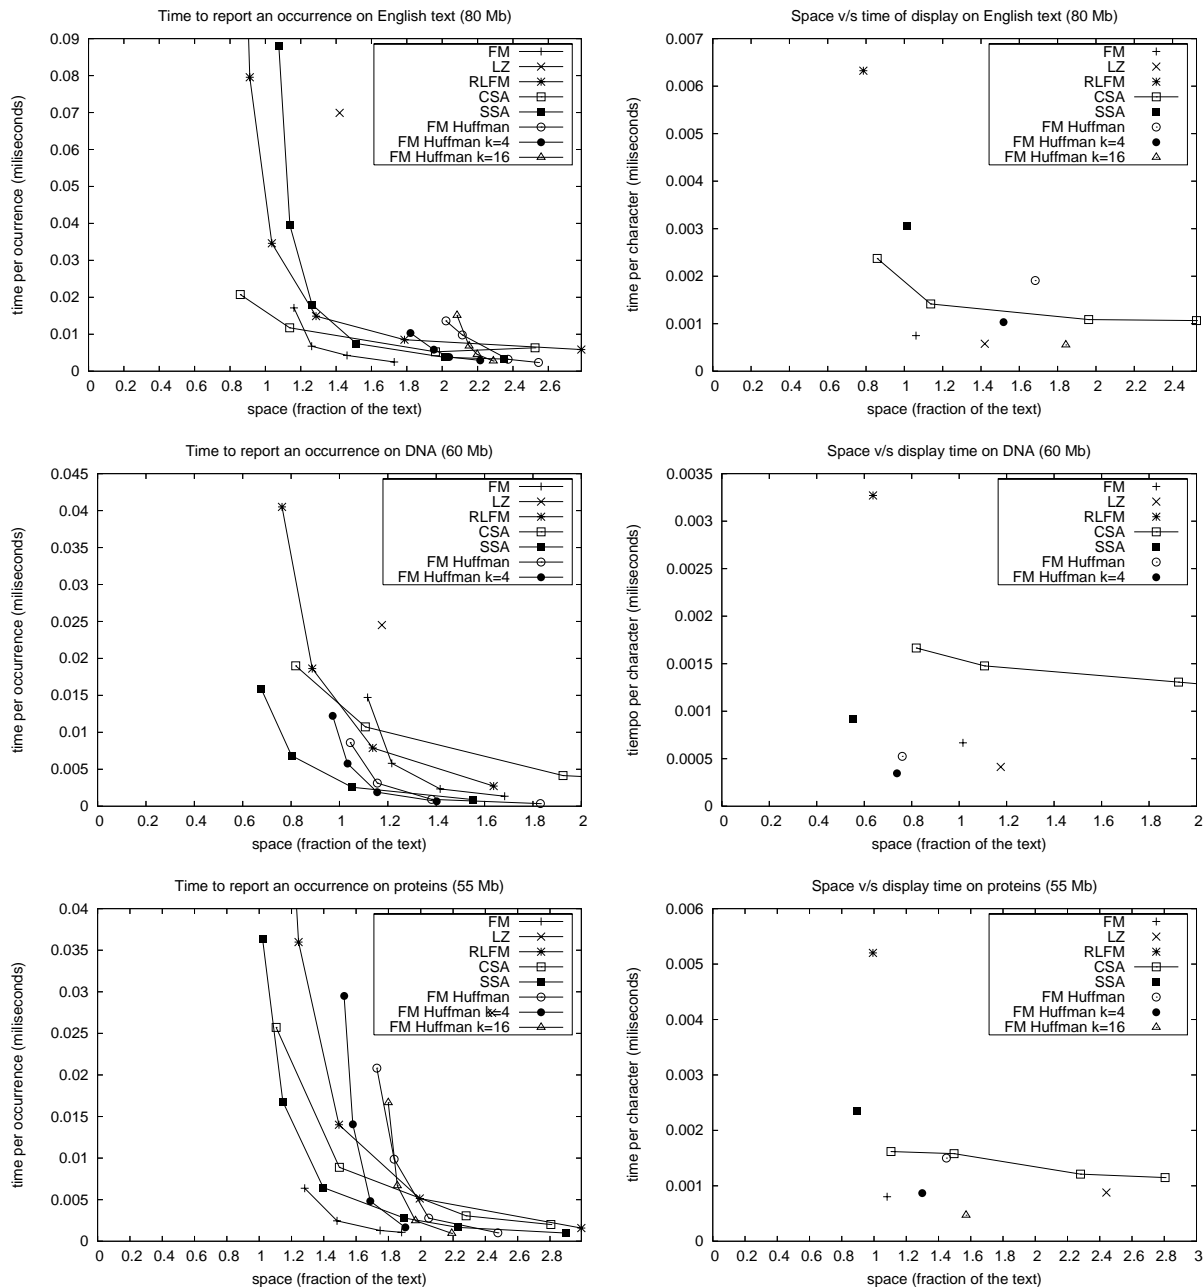 Time to report an occurrence on English text (80 Mb)
time per ocurrence (miliseconds)
0.09
0.08
0.07
0.06
0.05
0.04
0.03
0.02
0.01
0
0 0.2 0.4 0.6 0.8 1 1.2 1.4 1.6 1.8 2 2.2 2.4 2.6
space (fraction of the text)
FM
LZ
RLFM
CSA
SSA
FM Huffman
FM Huffman k=4
FM Huffman k=16
Space v/s time of display on English text (80 Mb)
time per character (miliseconds)
0.007
0.006
0.005
0.004
0.003
0.002
0.001
0
0 0.2 0.4 0.6 0.8 1 1.2 1.4 1.6 1.8 2 2.2 2.4
space (fraction of the text)
FM
LZ
RLFM
CSA
SSA
FM Huffman
FM Huffman k=4
FM Huffman k=16
Time to report an occurrence on DNA (60 Mb)
time per occurrence (miliseconds)
0.045
0.04
0.035
0.03
0.025
0.02
0.015
0.01
0.005
0
0 0.2 0.4 0.6 0.8 1 1.2 1.4 1.6 1.8 2
space (fraction of the text)
FM
LZ
RLFM
CSA
SSA
FM Huffman
FM Huffman k=4
Space v/s display time on DNA (60 Mb)
tiempo per character (miliseconds)
0.0035
0.003
0.0025
0.002
0.0015
0.001
0.0005
0
0 0.2 0.4 0.6 0.8 1 1.2 1.4 1.6 1.8 2
space (fraction of the text)
FM
LZ
RLFM
CSA
SSA
FM Huffman
FM Huffman k=4
Time to report an occurrence on proteins (55 Mb)
time per occurrence (miliseconds)
0.04
0.035
0.03
0.025
0.02
0.015
0.01
0.005
0
0 0.2 0.4 0.6 0.8 1 1.2 1.4 1.6 1.8 2 2.2 2.4 2.6 2.8 3
space (fraction of the text)
FM
LZ
RLFM
CSA
SSA
FM Huffman
FM Huffman k=4
FM Huffman k=16
Space v/s display time on proteins (55 Mb)
time per character (miliseconds)
0.006
0.005
0.004
0.003
0.002
0.001
0
0 0.2 0.4 0.6 0.8 1 1.2 1.4 1.6 1.8 2 2.2 2.4 2.6 2.8 3
space (fraction of the text)
FM
LZ
RLFM
CSA
SSA
FM Huffman
FM Huffman k=4
FM Huffman k=16